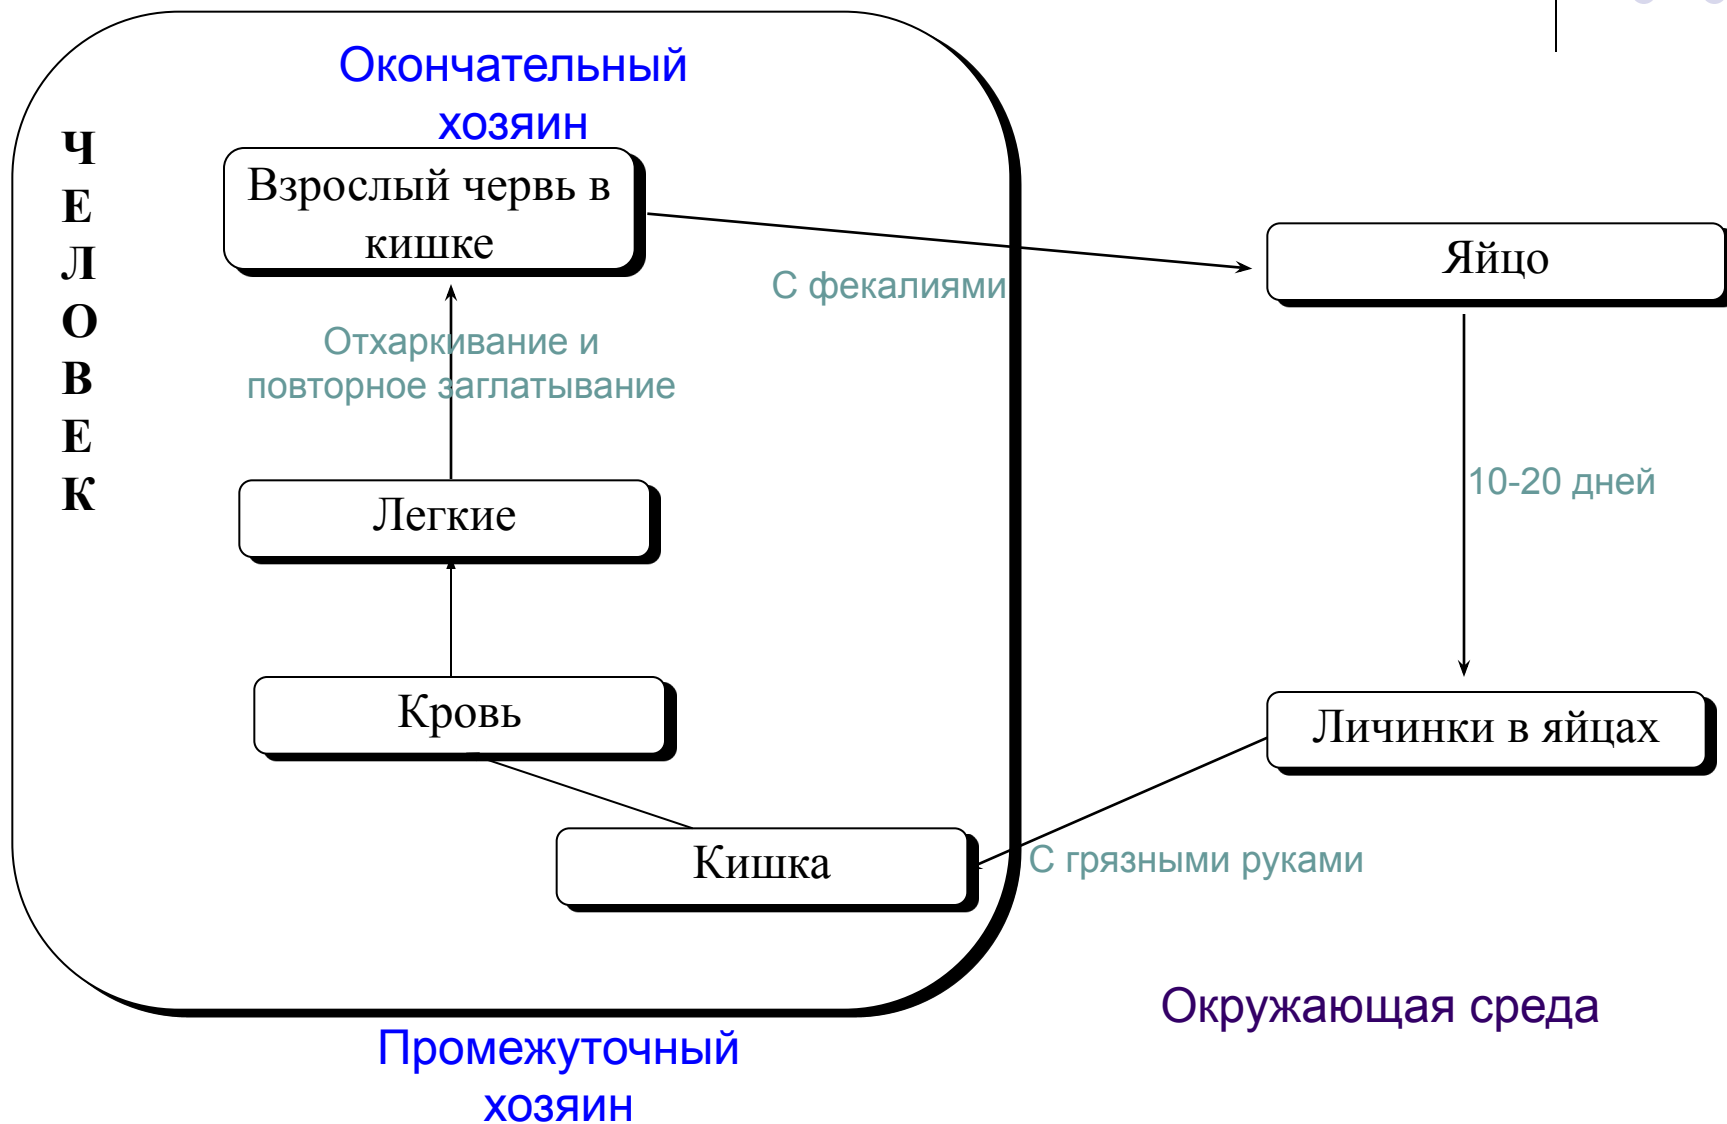 Окончательный
хозяин
Ч
Е
Л
О
В
Е
К
Взрослый червь в
кишке
С фекалиями
Яйцо
Отхаркивание и
повторное заглатывание
10-20 дней
Легкие
Кровь
Личинки в яйцах
Кишка
С грязными руками
Окружающая среда
Промежуточный
хозяин